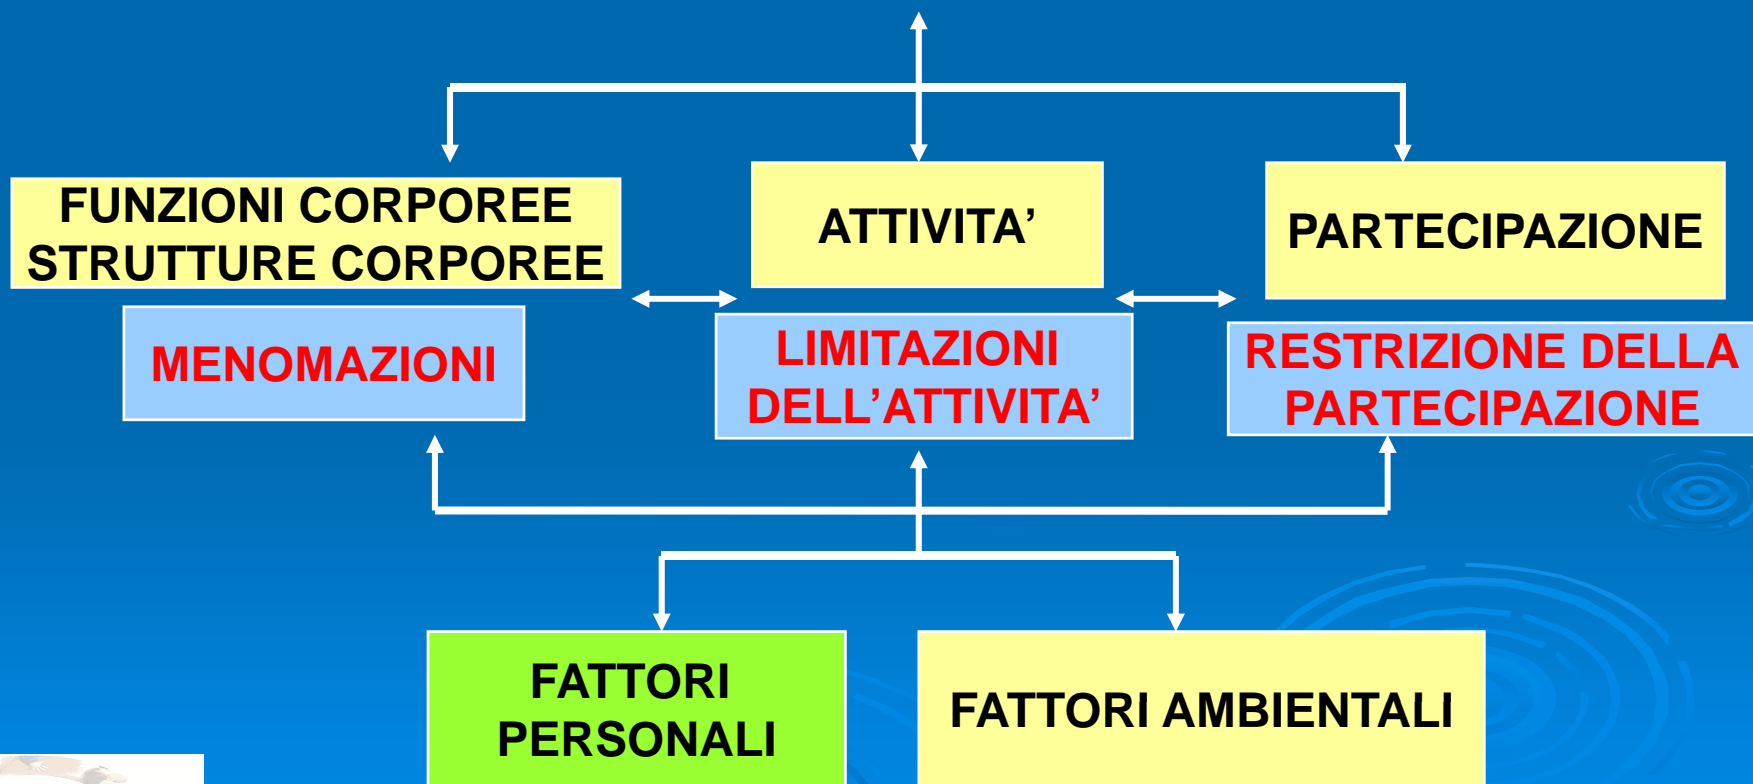 FUNZIONI CORPOREE
STRUTTURE CORPOREE
ATTIVITA’
PARTECIPAZIONE
MENOMAZIONI
LIMITAZIONI
DELL’ATTIVITA’
RESTRIZIONE DELLA
PARTECIPAZIONE
FATTORI
PERSONALI
FATTORI AMBIENTALI